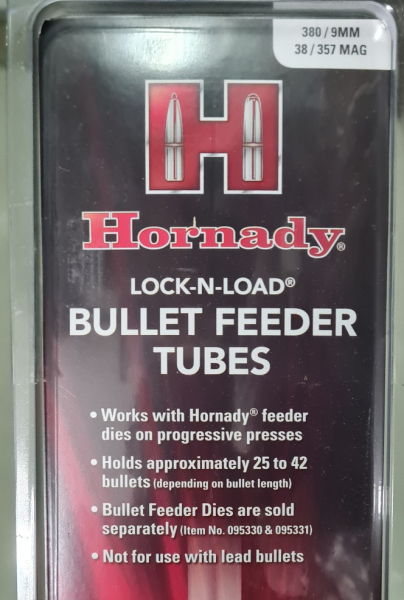 380 / 9MM
38 / 357 MAG
H
Hornady®
LOCK-N-LOAD®
BULLET FEEDER
TUBES
• Works with Hornady® feeder
dies on progressive presses
• Holds approximately 25 to 42
bullets (depending on bullet length)
• Bullet Feeder Dies are sold
separately (Item No. 095330 & 095331)
• Not for use with lead bullets